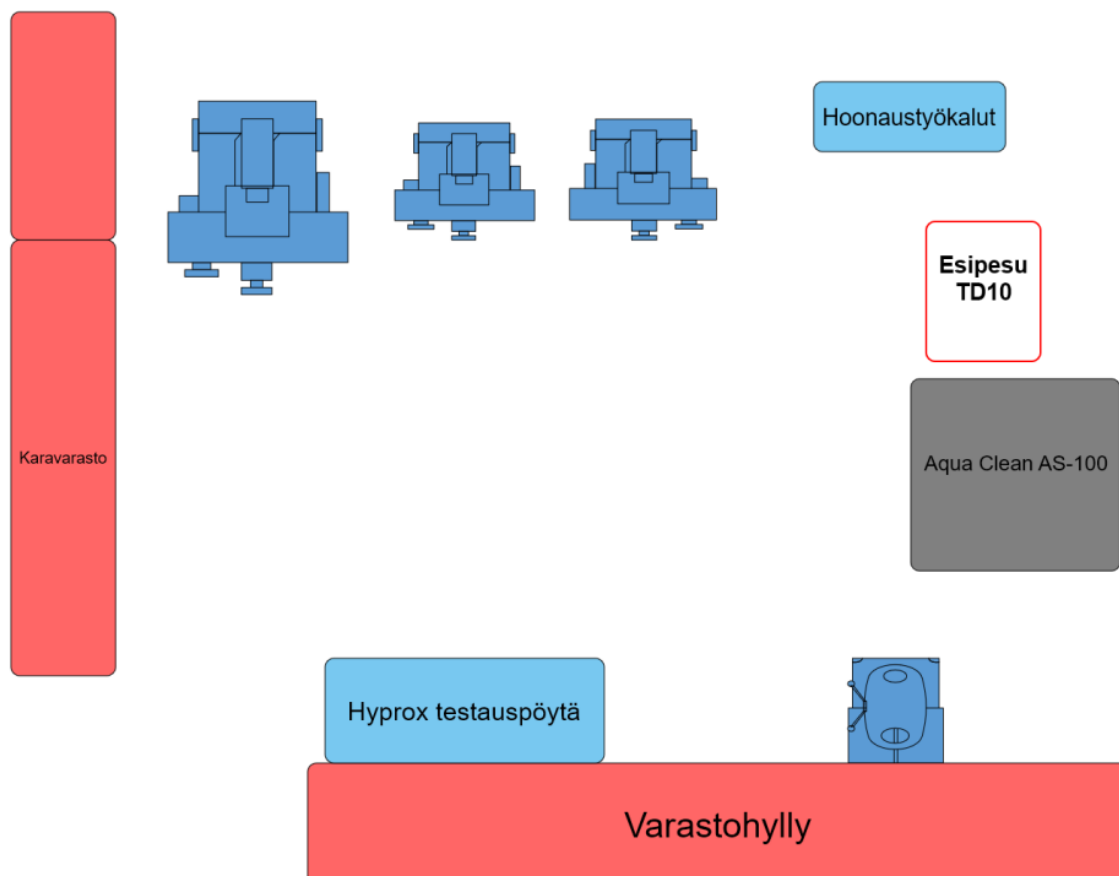 Hoonaustyökalut
Esipesu
TD10
Karavarasto
Aqua Clean AS-100
Hyprox testauspöytä
Varastohylly